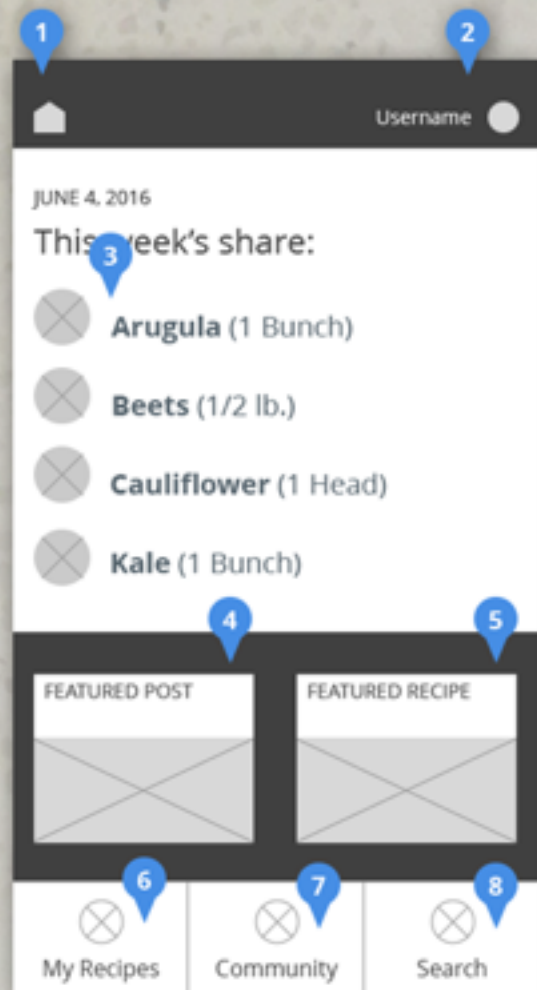 1
2
Username
JUNE 4, 2016
This week's share:
3
Arugula (1 Bunch)
Beets (1/2 lb.)
Cauliflower (1 Head)
Kale (1 Bunch)
4
5
FEATURED POST
FEATURED RECIPE
6
7
8
My Recipes
Community
Search